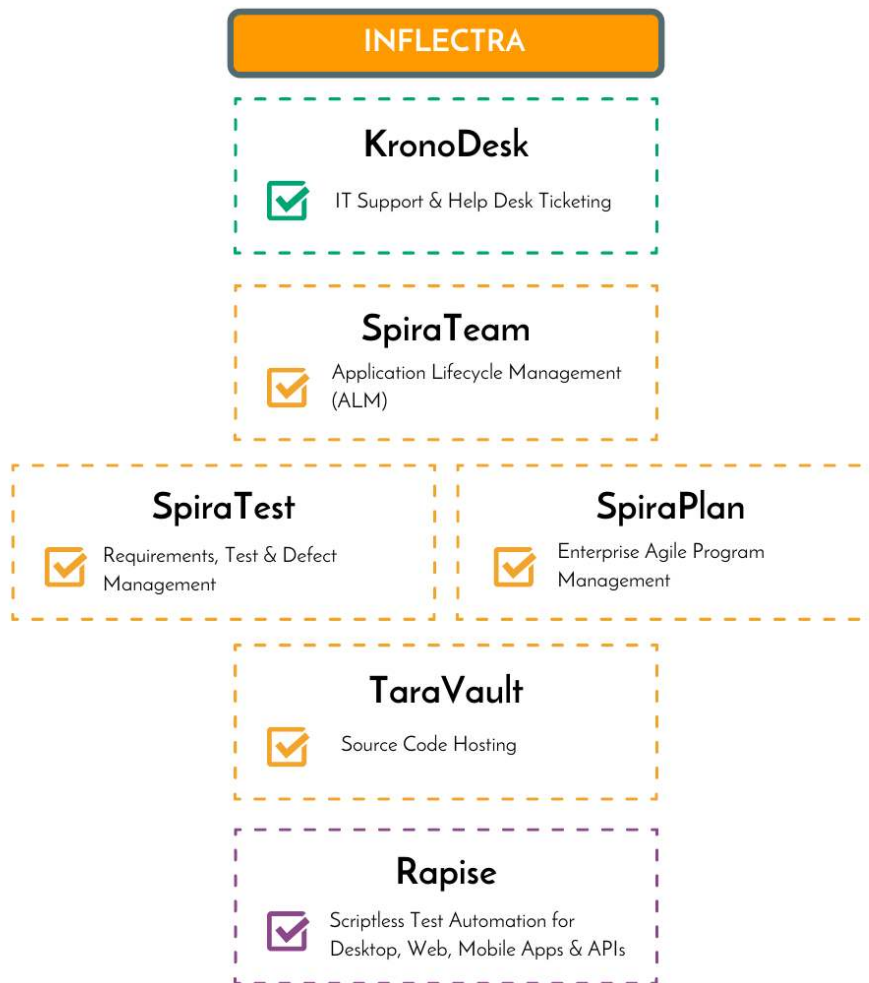 INFLECTRA
KronoDesk
IT Support & Help Desk Ticketing
SpiraTeam
Application Lifecycle Management
(ALM)
SpiraTest
Requirements, Test & Defect
Management
SpiraPlan
Enterprise Agile Program
Management
TaraVault
Source Code Hosting
Rapise
Scriptless Test Automation for
Desktop, Web, Mobile Apps & APIs